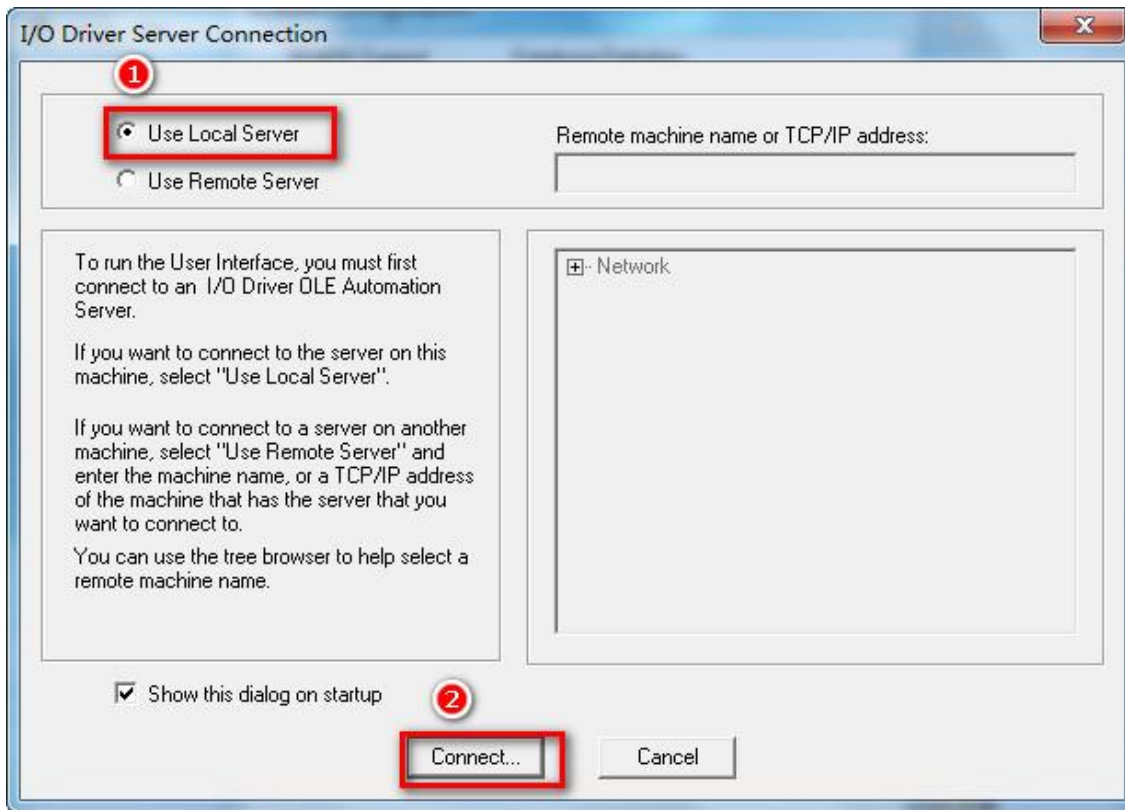 I/O Driver Server Connection
1
Use Local Server
Remote machine name or TCP/IP address:
Use Remote Server
To run the User Interface, you must first
connect to an I/O Driver OLE Automation
Server.
If you want to connect to the server on this
machine, select "Use Local Server".
If you want to connect to a server on another
machine, select "Use Remote Server" and
enter the machine name, or a TCP/IP address
of the machine that has the server that you
want to connect to.
You can use the tree browser to help select a
remote machine name.
Network
Show this dialog on startup
2
Connect...
Cancel